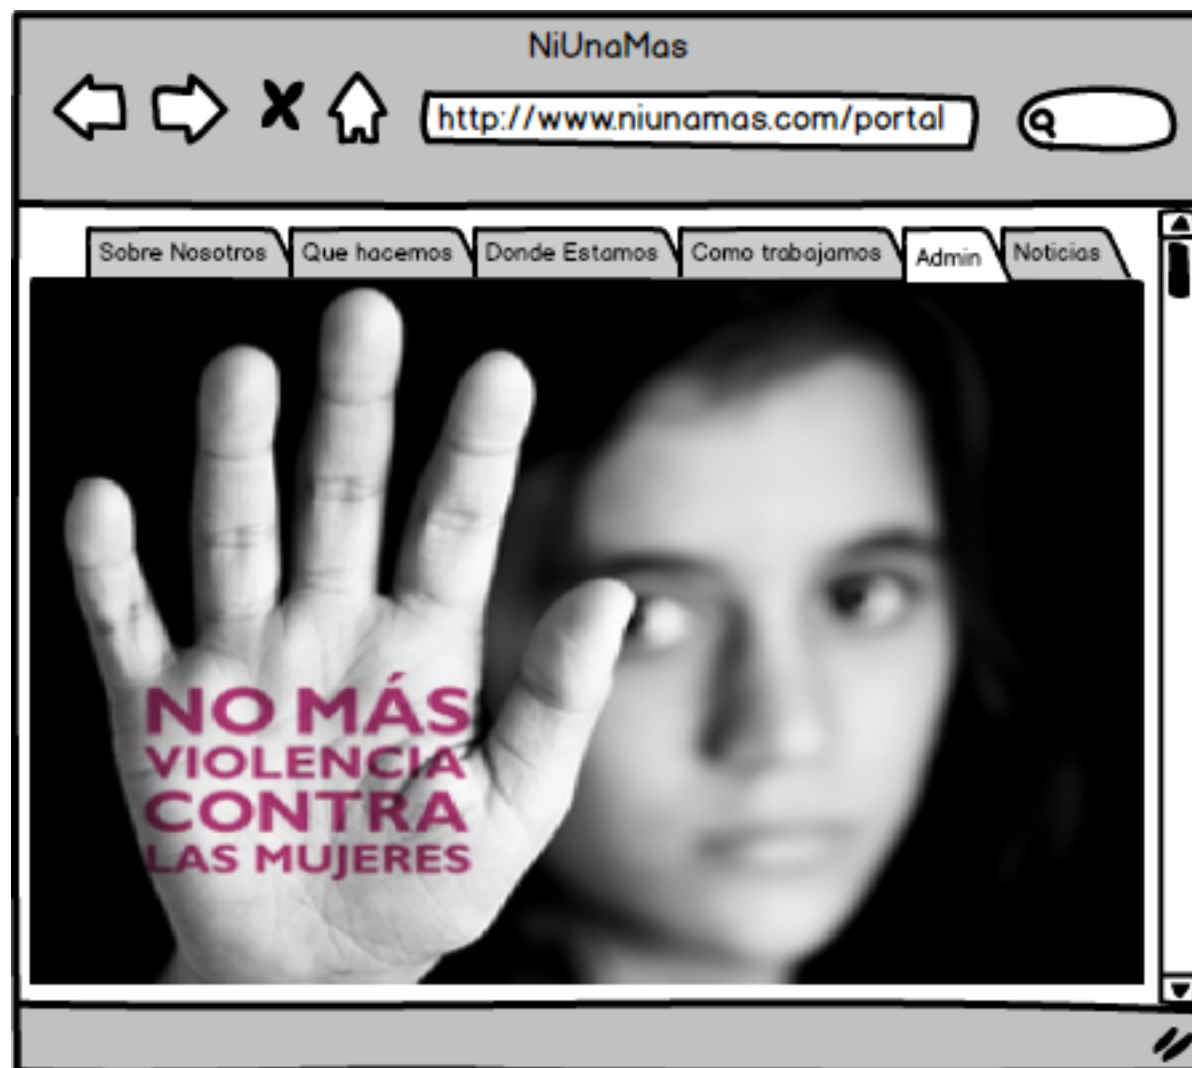 NiUnaMas
http://www.niunamas.com/portal
Sobre Nosotros
Que hacemos
Donde Estamos
Como trabajamos
Admin
Noticias
NO MÁS
VIOLENCIA
CONTRA
LAS MUJERES